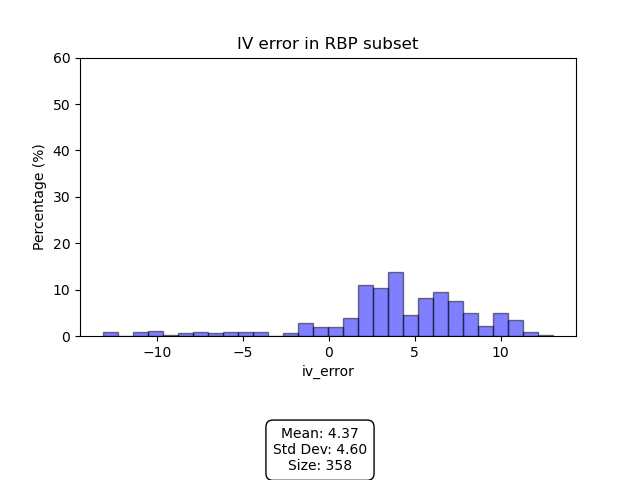 IV error in RBP subset
60
50
40
30
20
10
0
Percentage (%)
−10
−5
0
5
10
iv_error
Mean: 4.37
Std Dev: 4.60
Size: 358